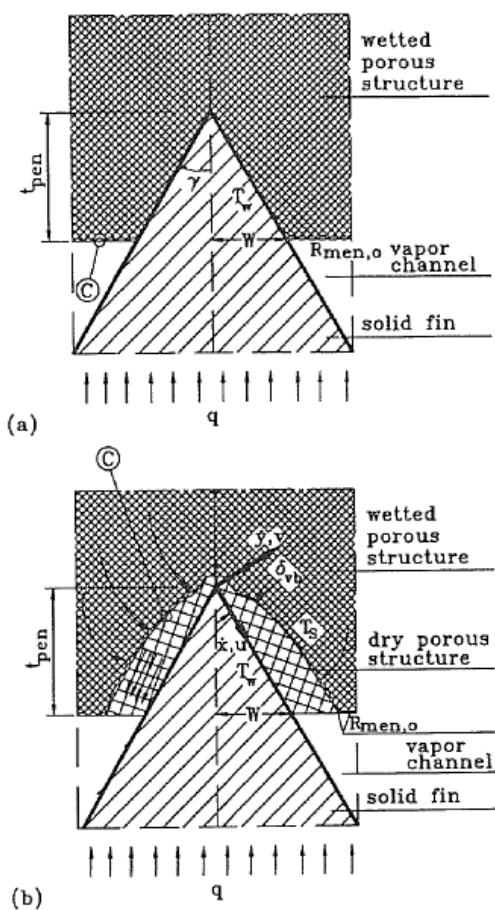 wetted
porous
structure
t_pen
γ
T_w
W
R_men,o vapor
channel
Ⓒ
solid fin
q
(a)
Ⓒ
wetted
porous
structure
y,v
δ_vb
t_pen
T_s
x,u
dry porous
structure
T_w
W
R_men,o
vapor
channel
solid fin
q
(b)